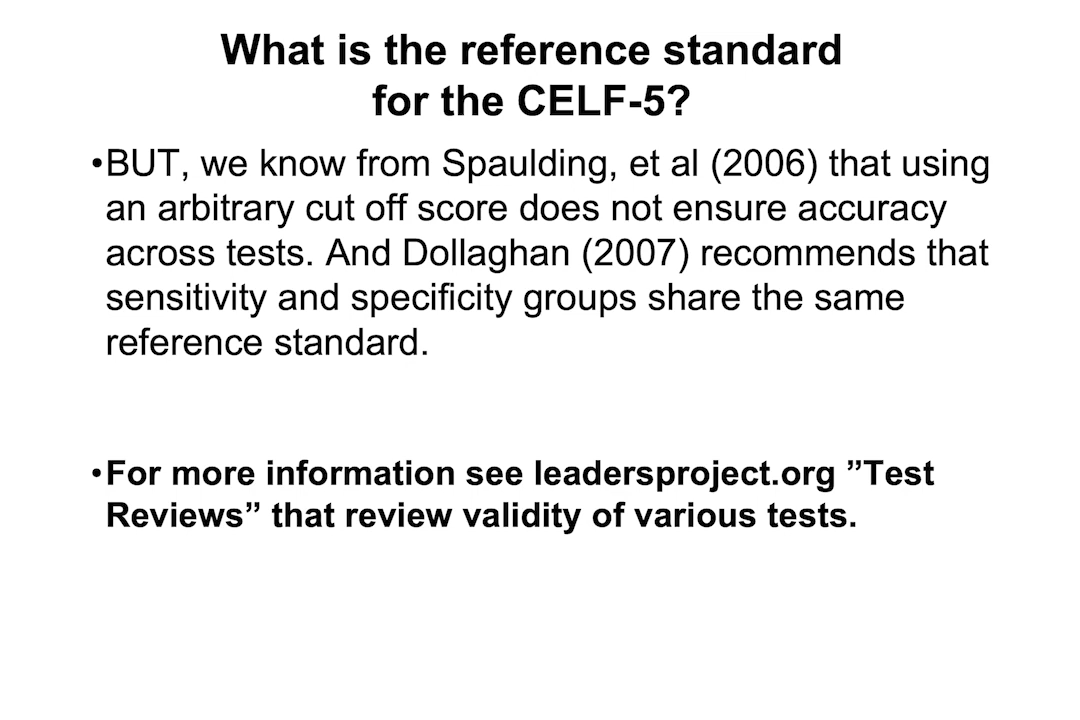 What is the reference standard
for the CELF-5?
•BUT, we know from Spaulding, et al (2006) that using
an arbitrary cut off score does not ensure accuracy
across tests. And Dollaghan (2007) recommends that
sensitivity and specificity groups share the same
reference standard.
•For more information see leadersproject.org ”Test
Reviews” that review validity of various tests.